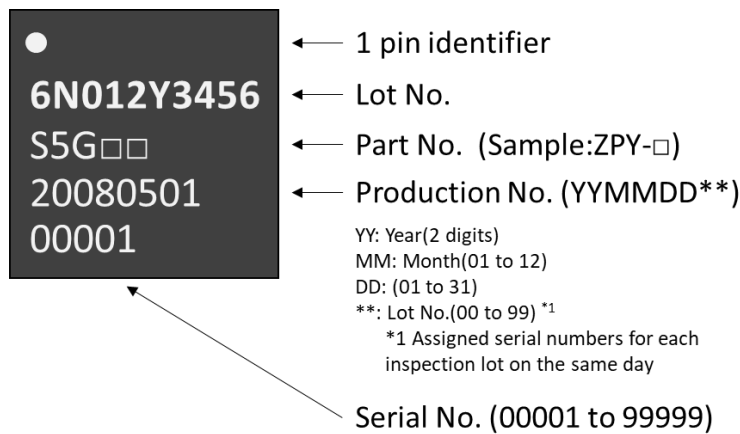 6N012Y3456
S5G□□
20080501
00001
1 pin identifier
Lot No.
Part No. (Sample:ZPY-□)
Production No. (YYMMDD**)
YY: Year(2 digits)
MM: Month(01 to 12)
DD: (01 to 31)
**: Lot No.(00 to 99) *1
*1 Assigned serial numbers for each
inspection lot on the same day
Serial No. (00001 to 99999)